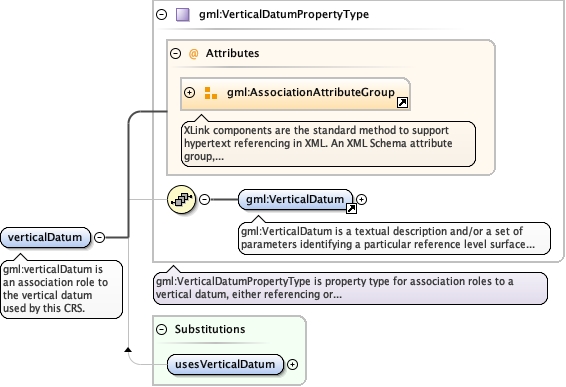 gml:VerticalDatumPropertyType
@ Attributes
gml:AssociationAttributeGroup
XLink components are the standard method to support
hypertext referencing in XML. An XML Schema attribute
group,...
gml:VerticalDatum
gml:VerticalDatum is a textual description and/or a set of
parameters identifying a particular reference level surface...
verticalDatum
gml:verticalDatum is
an association role to
the vertical datum
used by this CRS.
gml:VerticalDatumPropertyType is property type for association roles to a
vertical datum, either referencing or...
Substitutions
usesVerticalDatum